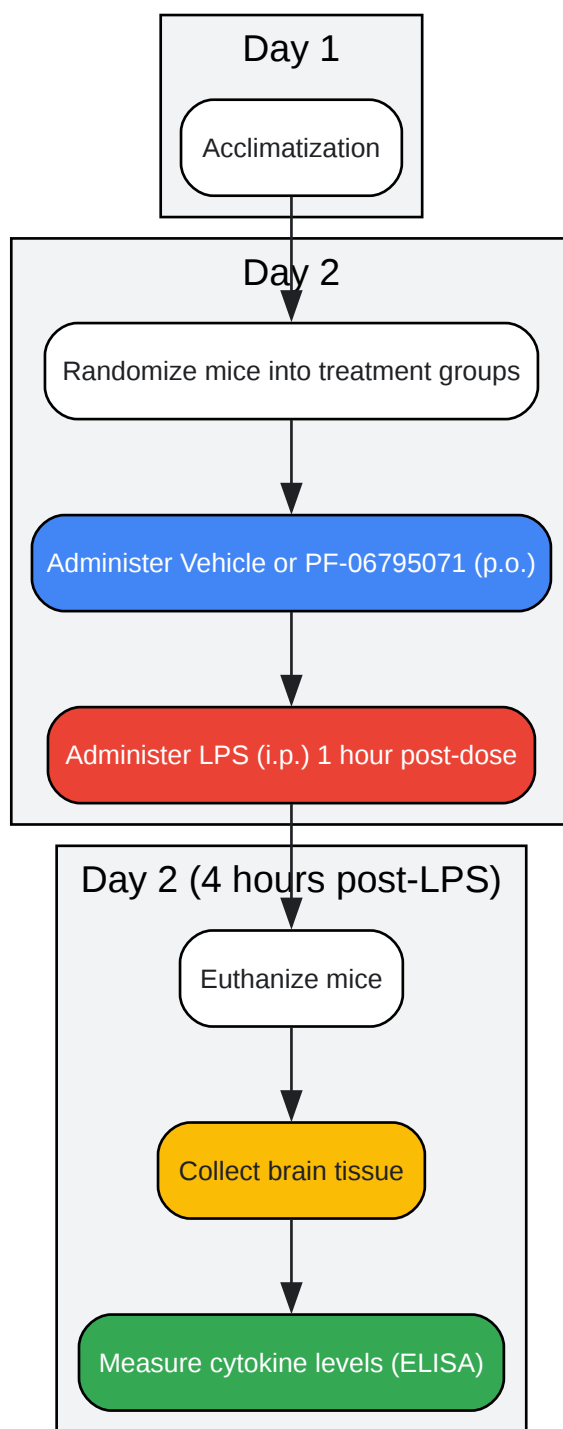 Day 1
Acclimatization
Day 2
Randomize mice into treatment groups
Administer Vehicle or PF-06795071 (p.o.)
Administer LPS (i.p.) 1 hour post-dose
Day 2 (4 hours post-LPS)
Euthanize mice
Collect brain tissue
Measure cytokine levels (ELISA)